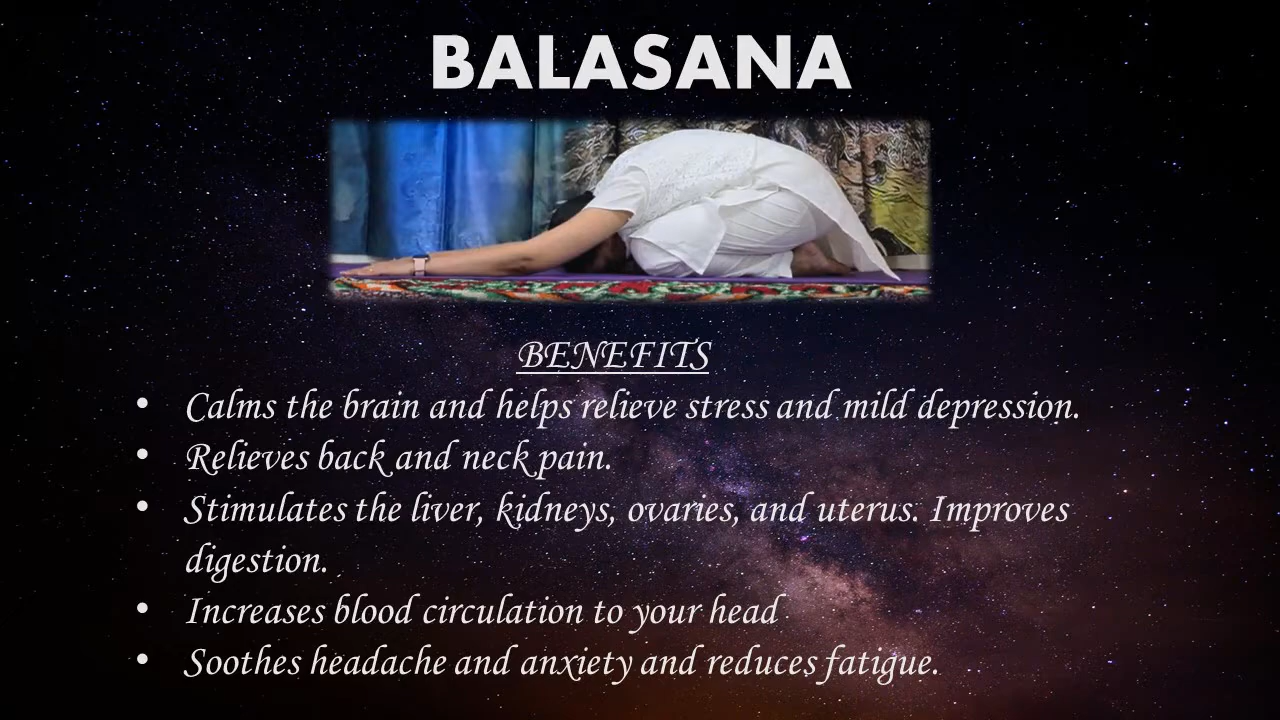 BALASANA
BENEFITS
• Calms the brain and helps relieve stress and mild depression.
• Relieves back and neck pain.
• Stimulates the liver, kidneys, ovaries, and uterus. Improves
digestion.
• Increases blood circulation to your head
• Soothes headache and anxiety and reduces fatigue.